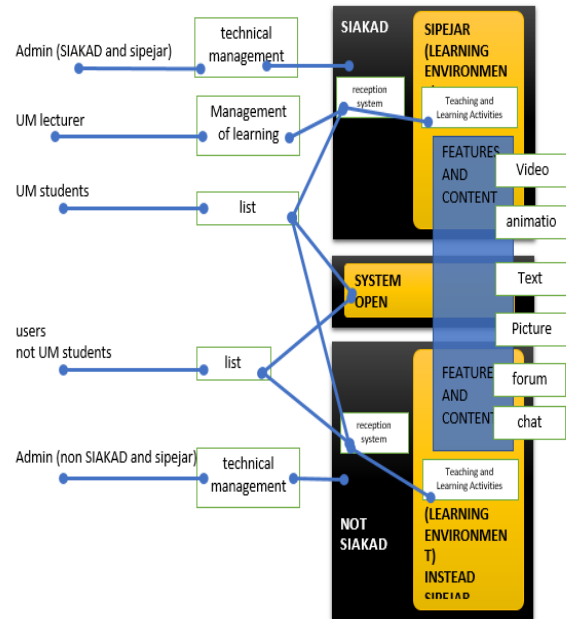 Admin (SIAKAD and sipejar)
technical
management
UM lecturer
Management
of learning
UM students
list
users
not UM students
list
Admin (non SIAKAD and sipejar)
technical
management
SIAKAD
reception
system
SIPEJAR
(LEARNING
ENVIRONMEN
Teaching and
Learning Activities
FEATURES
AND
CONTENT
Video
animatio
SYSTEM
OPEN
Text
Picture
FEATURE
AND
CONTENT
forum
chat
reception
system
Teaching and
Learning Activities
NOT
SIAKAD
(LEARNING
ENVIRONMEN
T)
INSTEAD